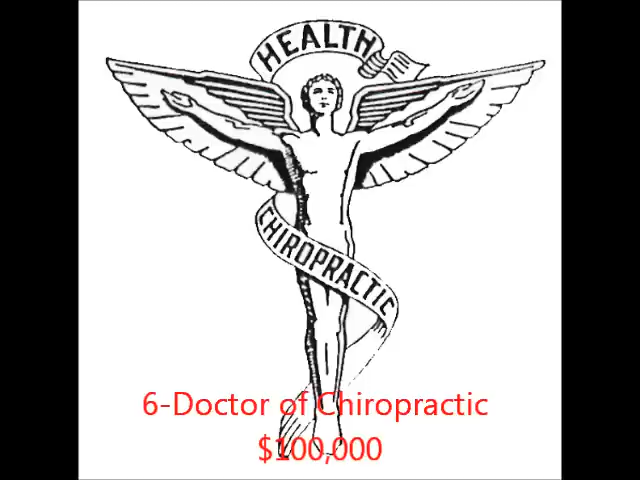 HEALTH
CHIROPRACTIC
6-Doctor of Chiropractic
$100,000